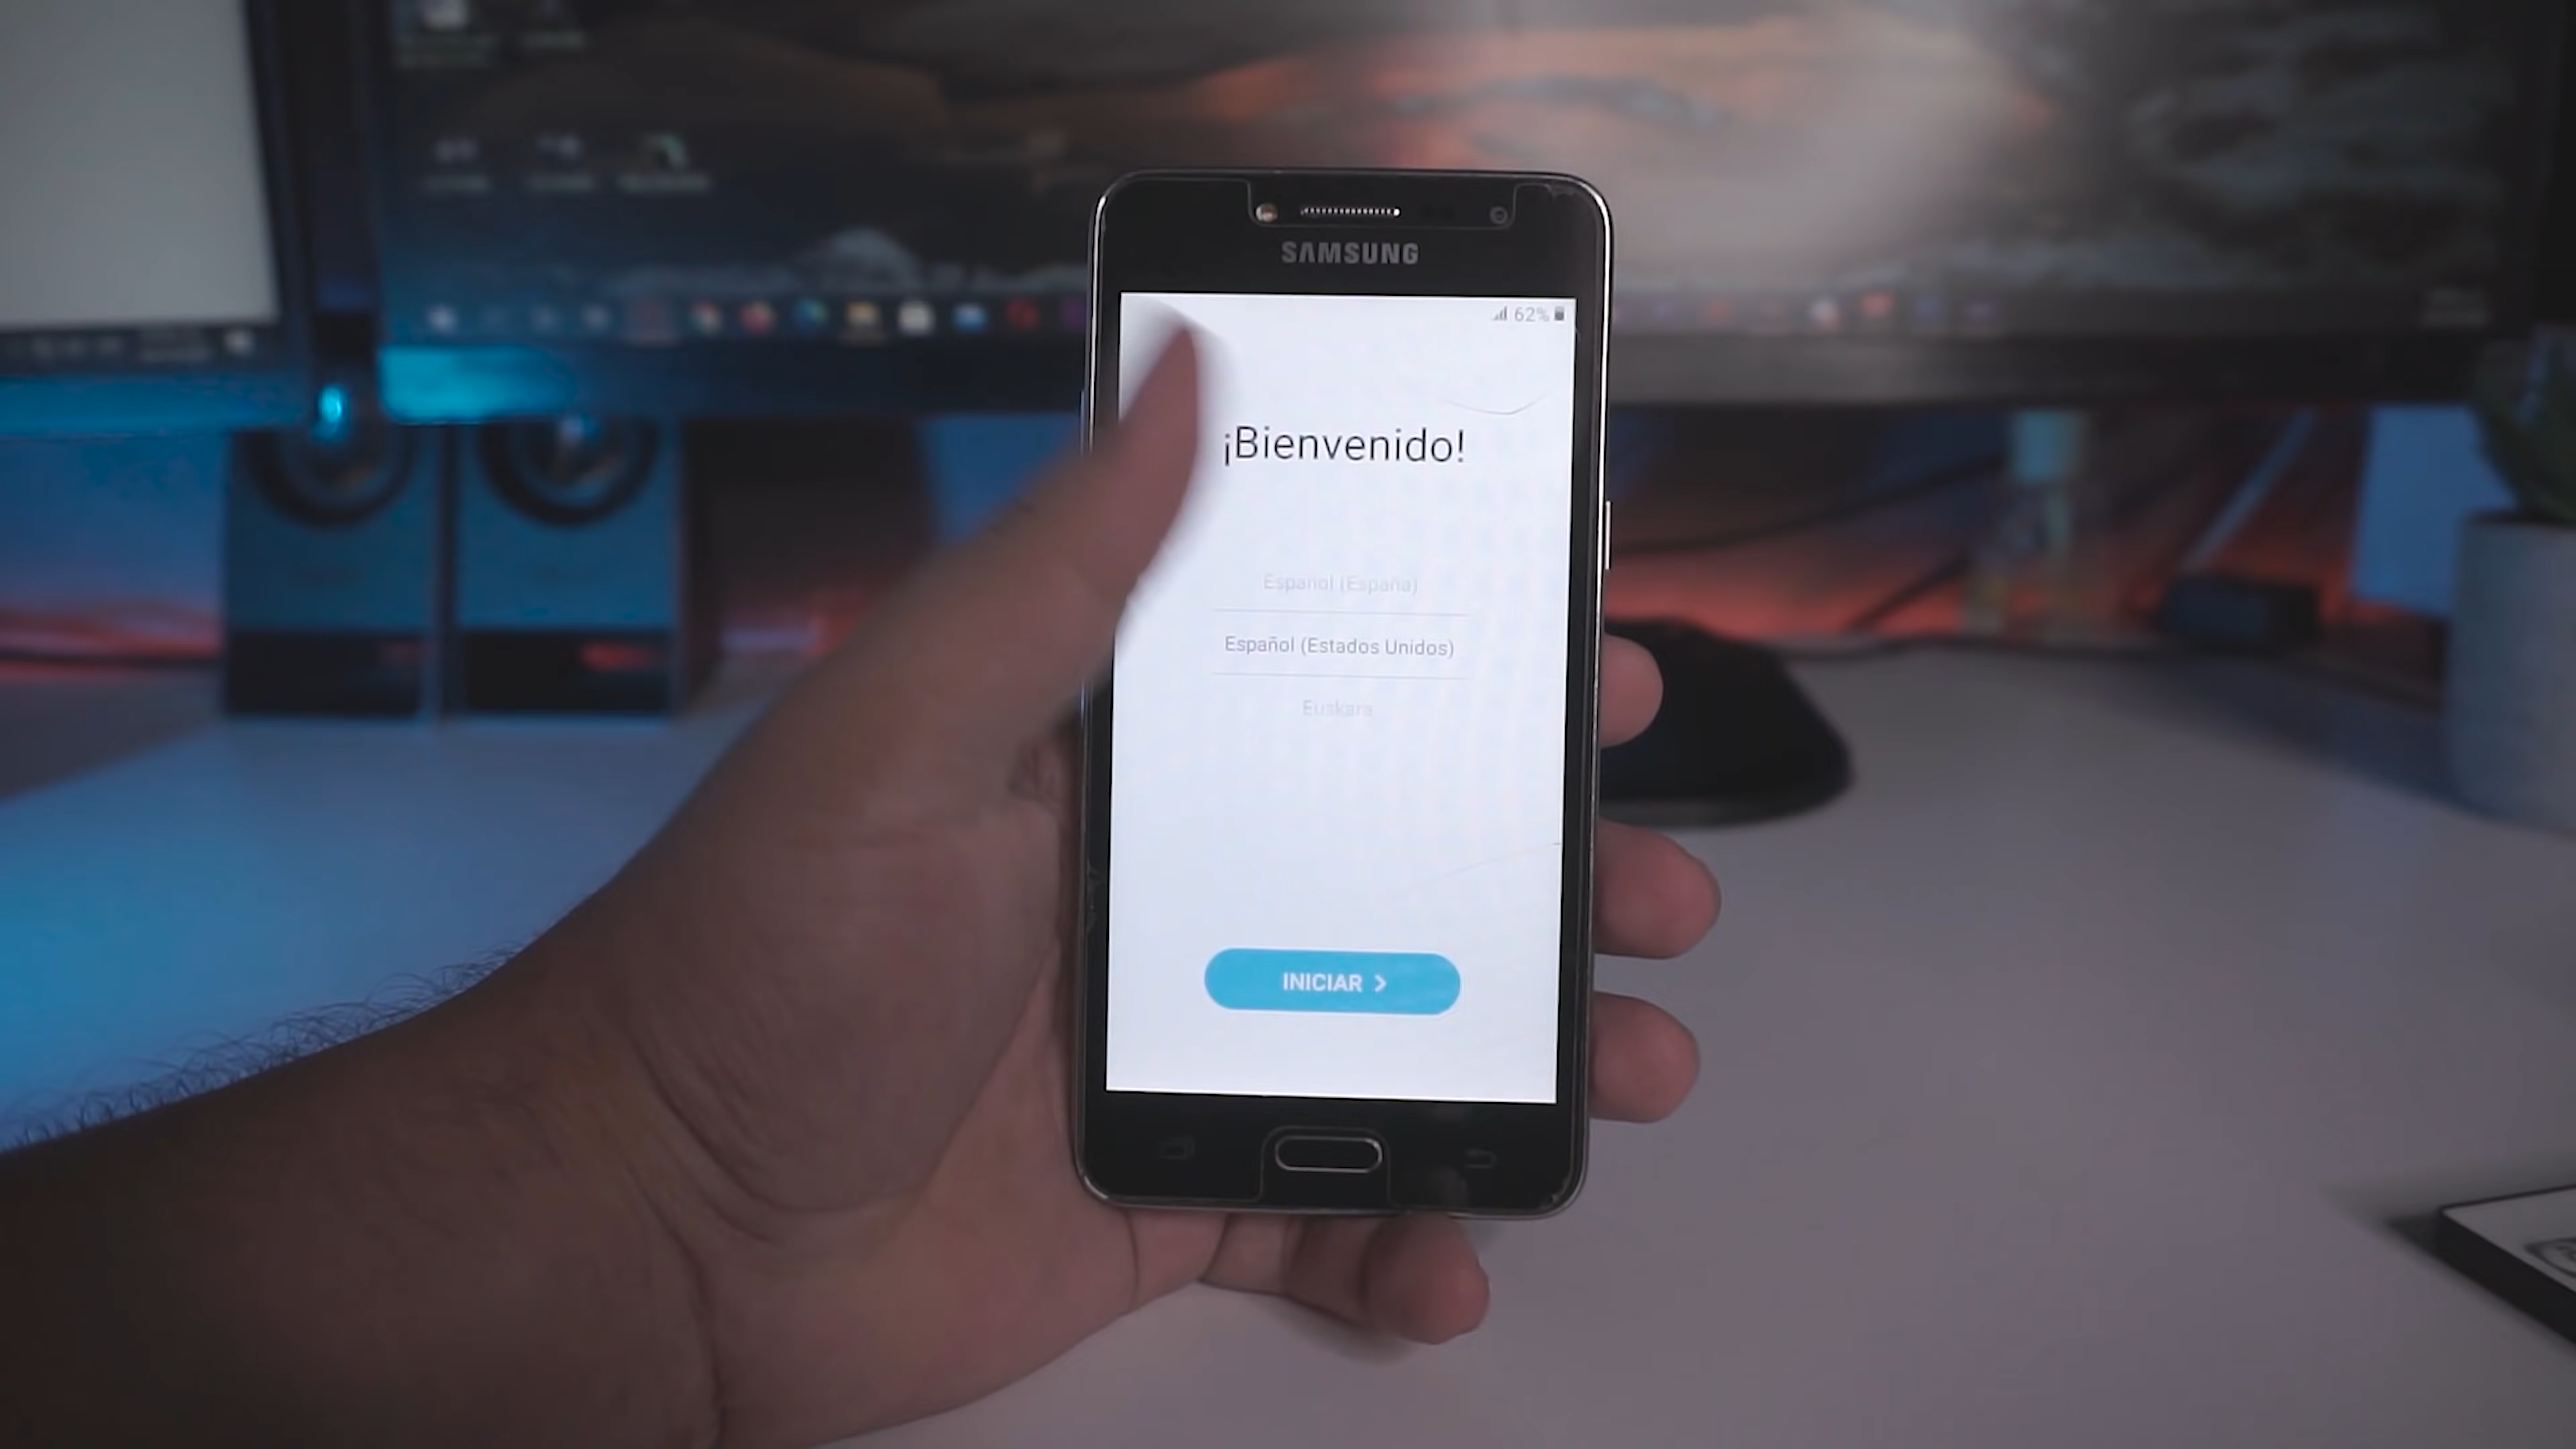 SAMSUNG
62%
¡Bienvenido!
Español (España)
Español (Estados Unidos)
Euskara
INICIAR >